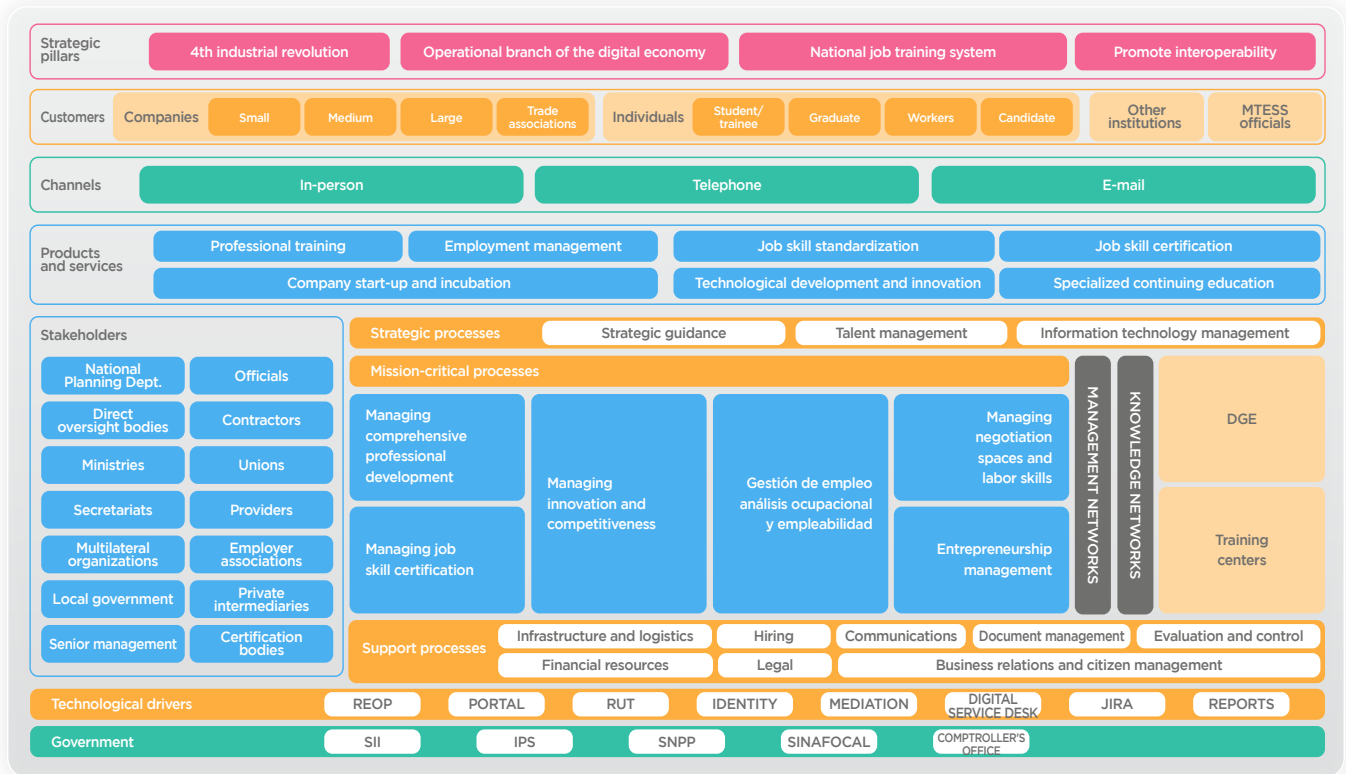 Strategic
pillars
4th industrial revolution
Operational branch of the digital economy
National job training system
Promote interoperability
Customers
Companies
Small
Medium
Large
Trade
associations
Individuals
Student/
trainee
Graduate
Workers
Candidate
Other
institutions
MTESS
officials
Channels
In-person
Telephone
E-mail
Products
and services
Professional training
Employment management
Job skill standardization
Job skill certification
Company start-up and incubation
Technological development and innovation
Specialized continuing education
Stakeholders
National
Planning Dept.
Officials
Direct
oversight bodies
Contractors
Ministries
Unions
Secretariats
Providers
Multilateral
organizations
Employer
associations
Local government
Private
intermediaries
Senior management
Certification
bodies
Strategic processes
Strategic guidance
Talent management
Information technology management
Mission-critical processes
Managing
comprehensive
professional
development
Managing job
skill certification
Managing
innovation and
competitiveness
Gestión de empleo
análisis ocupacional
y empleabilidad
Managing
negotiation
spaces and
labor skills
Entrepreneurship
management
MANAGEMENT NETWORKS
KNOWLEDGE NETWORKS
DGE
Training
centers
Support processes
Infrastructure and logistics
Hiring
Communications
Document management
Evaluation and control
Financial resources
Legal
Business relations and citizen management
Technological drivers
REOP
PORTAL
RUT
IDENTITY
MEDIATION
DIGITAL
SERVICE DESK
JIRA
REPORTS
Government
SII
IPS
SNPP
SINAFOCAL
COMPTROLLER'S
OFFICE